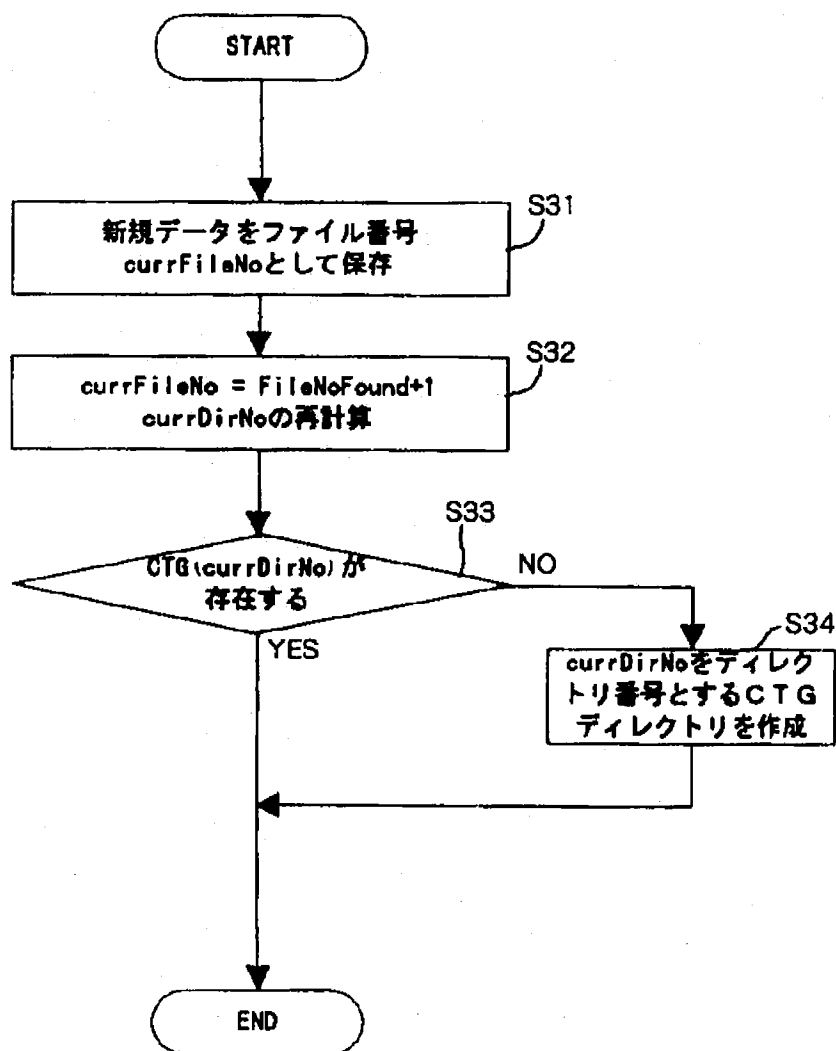 START
S31
新規データをファイル番号
currFileNoとして保存
S32
currFileNo = FileNoFound+1
currDirNoの再計算
S33
CTG(currDirNo)が
存在する
NO
YES
S34
currDirNoをディレク
トリ番号とするCTG
ディレクトリを作成
END